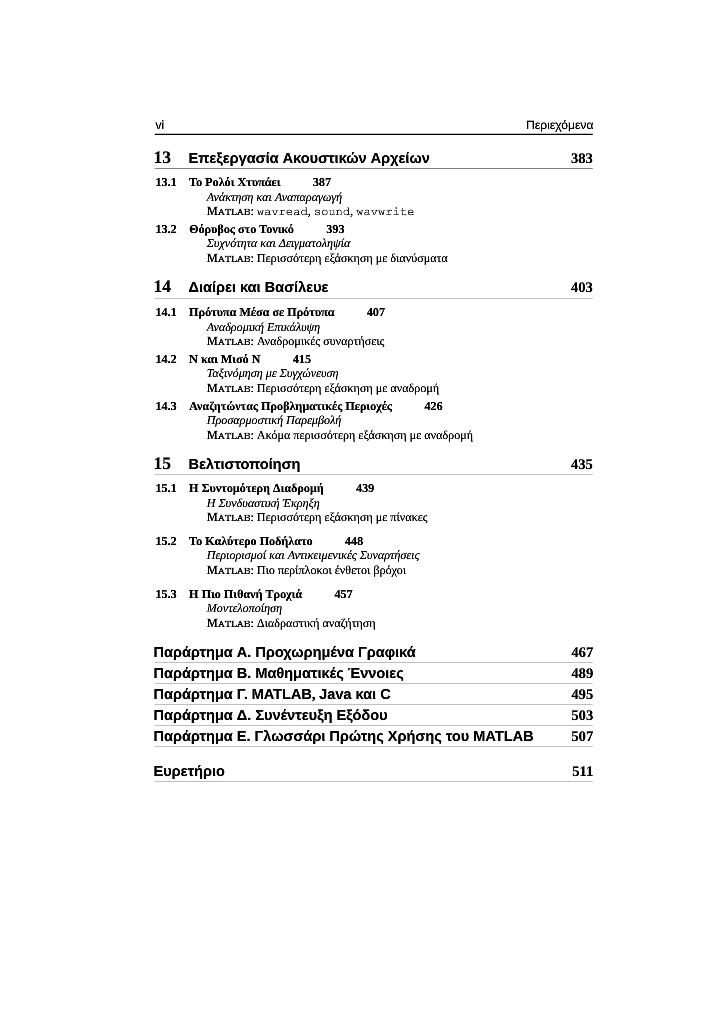 vi Περιεχόμενα
13 Επεξεργασία Ακουστικών Αρχείων 383
13.1 Το Ρολόι Χτυπάει 387
Ανάκτηση και Αναπαραγωγή
MATLAB: wavread, sound, wavwrite
13.2 Θόρυβος στο Τονικό 393
Συχνότητα και Δειγματοληψία
MATLAB: Περισσότερη εξάσκηση με διανύσματα
14 Διαίρει και Βασίλευε 403
14.1 Πρότυπα Μέσα σε Πρότυπα 407
Αναδρομική Επικάλυψη
MATLAB: Αναδρομικές συναρτήσεις
14.2 Ν και Μισό Ν 415
Ταξινόμηση με Συγχώνευση
MATLAB: Περισσότερη εξάσκηση με αναδρομή
14.3 Αναζητώντας Προβληματικές Περιοχές 426
Προσαρμοστική Παρεμβολή
MATLAB: Ακόμα περισσότερη εξάσκηση με αναδρομή
15 Βελτιστοποίηση 435
15.1 Η Συντομότερη Διαδρομή 439
Η Συνδυαστική Έκρηξη
MATLAB: Περισσότερη εξάσκηση με πίνακες
15.2 Το Καλύτερο Ποδήλατο 448
Περιορισμοί και Αντικειμενικές Συναρτήσεις
MATLAB: Πιο περίπλοκοι ένθετοι βρόχοι
15.3 Η Πιο Πιθανή Τροχιά 457
Μοντελοποίηση
MATLAB: Διαδραστική αναζήτηση
Παράρτημα Α. Προχωρημένα Γραφικά 467
Παράρτημα Β. Μαθηματικές Έννοιες 489
Παράρτημα Γ. MATLAB, Java και C 495
Παράρτημα Δ. Συνέντευξη Εξόδου 503
Παράρτημα Ε. Γλωσσάρι Πρώτης Χρήσης του MATLAB 507
Ευρετήριο 511